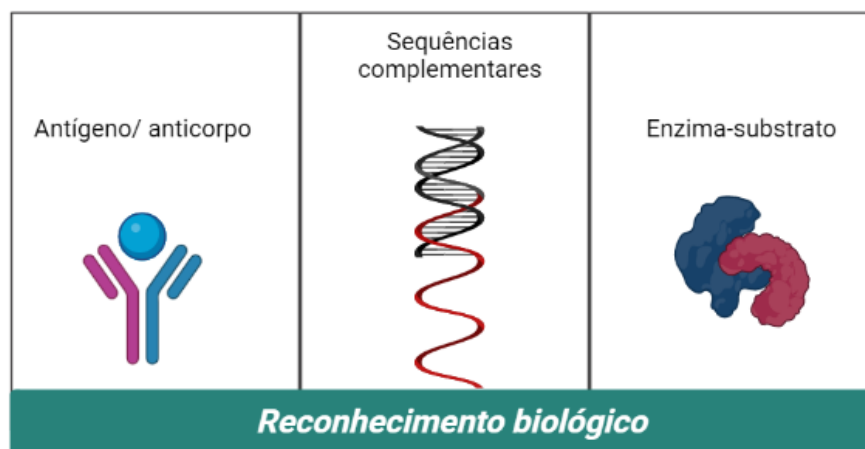 Antígeno/ anticorpo
Sequências
complementares
Enzima-substrato
Reconhecimento biológico